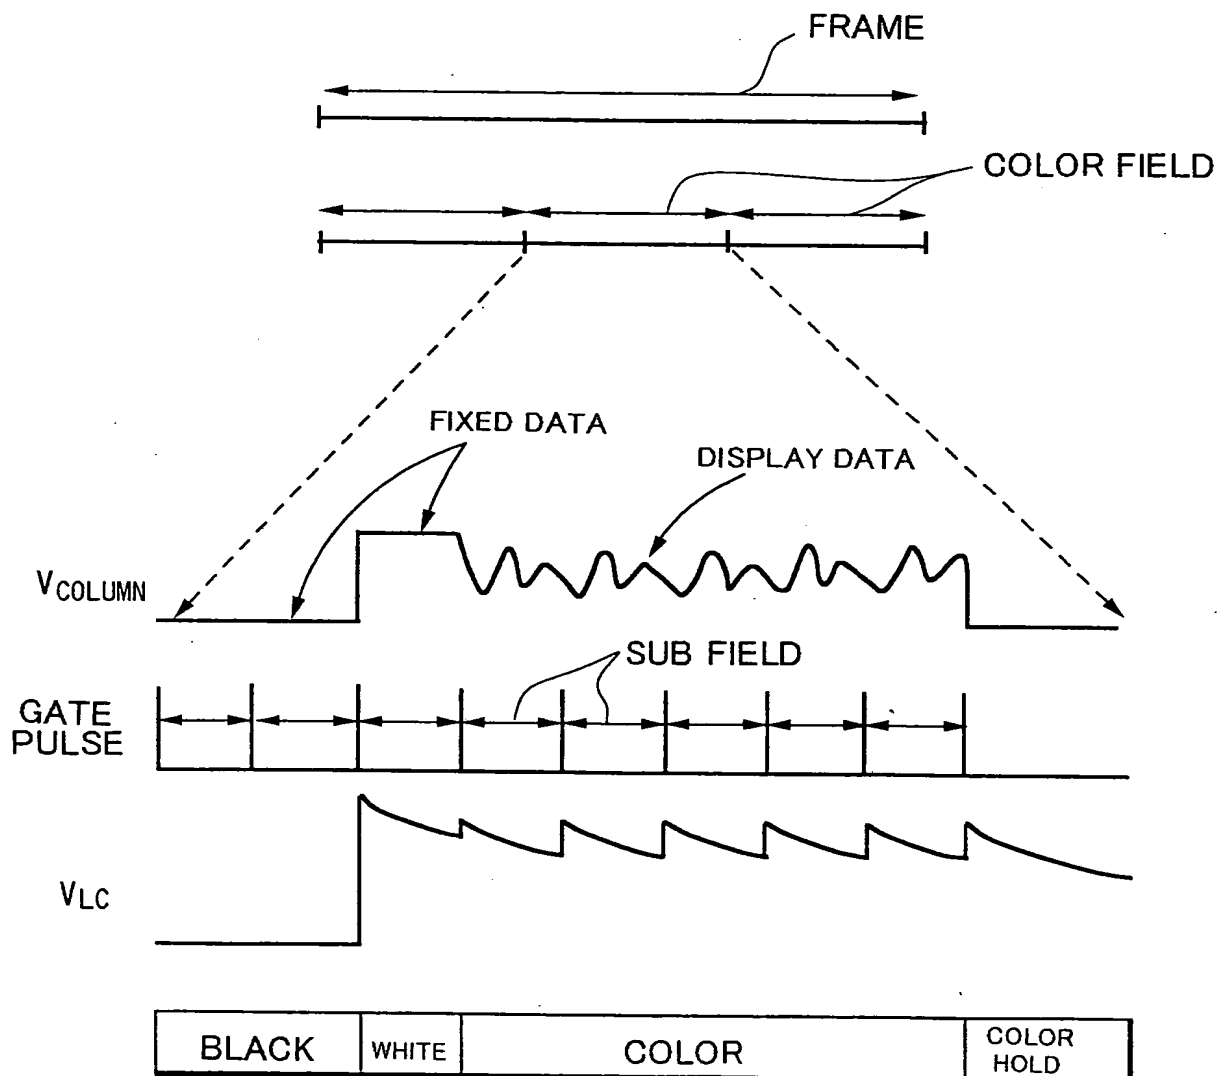 FRAME
COLOR FIELD
FIXED DATA
DISPLAY DATA
VCOLUMN
SUB FIELD
GATE
PULSE
VLC
BLACK
WHITE
COLOR
COLOR
HOLD